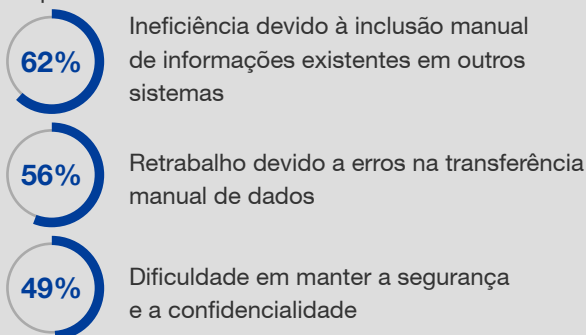 62%
Ineficiência devido à inclusão manual
de informações existentes em outros
sistemas
56%
Retrabalho devido a erros na transferência
manual de dados
49%
Dificuldade em manter a segurança
e a confidencialidade